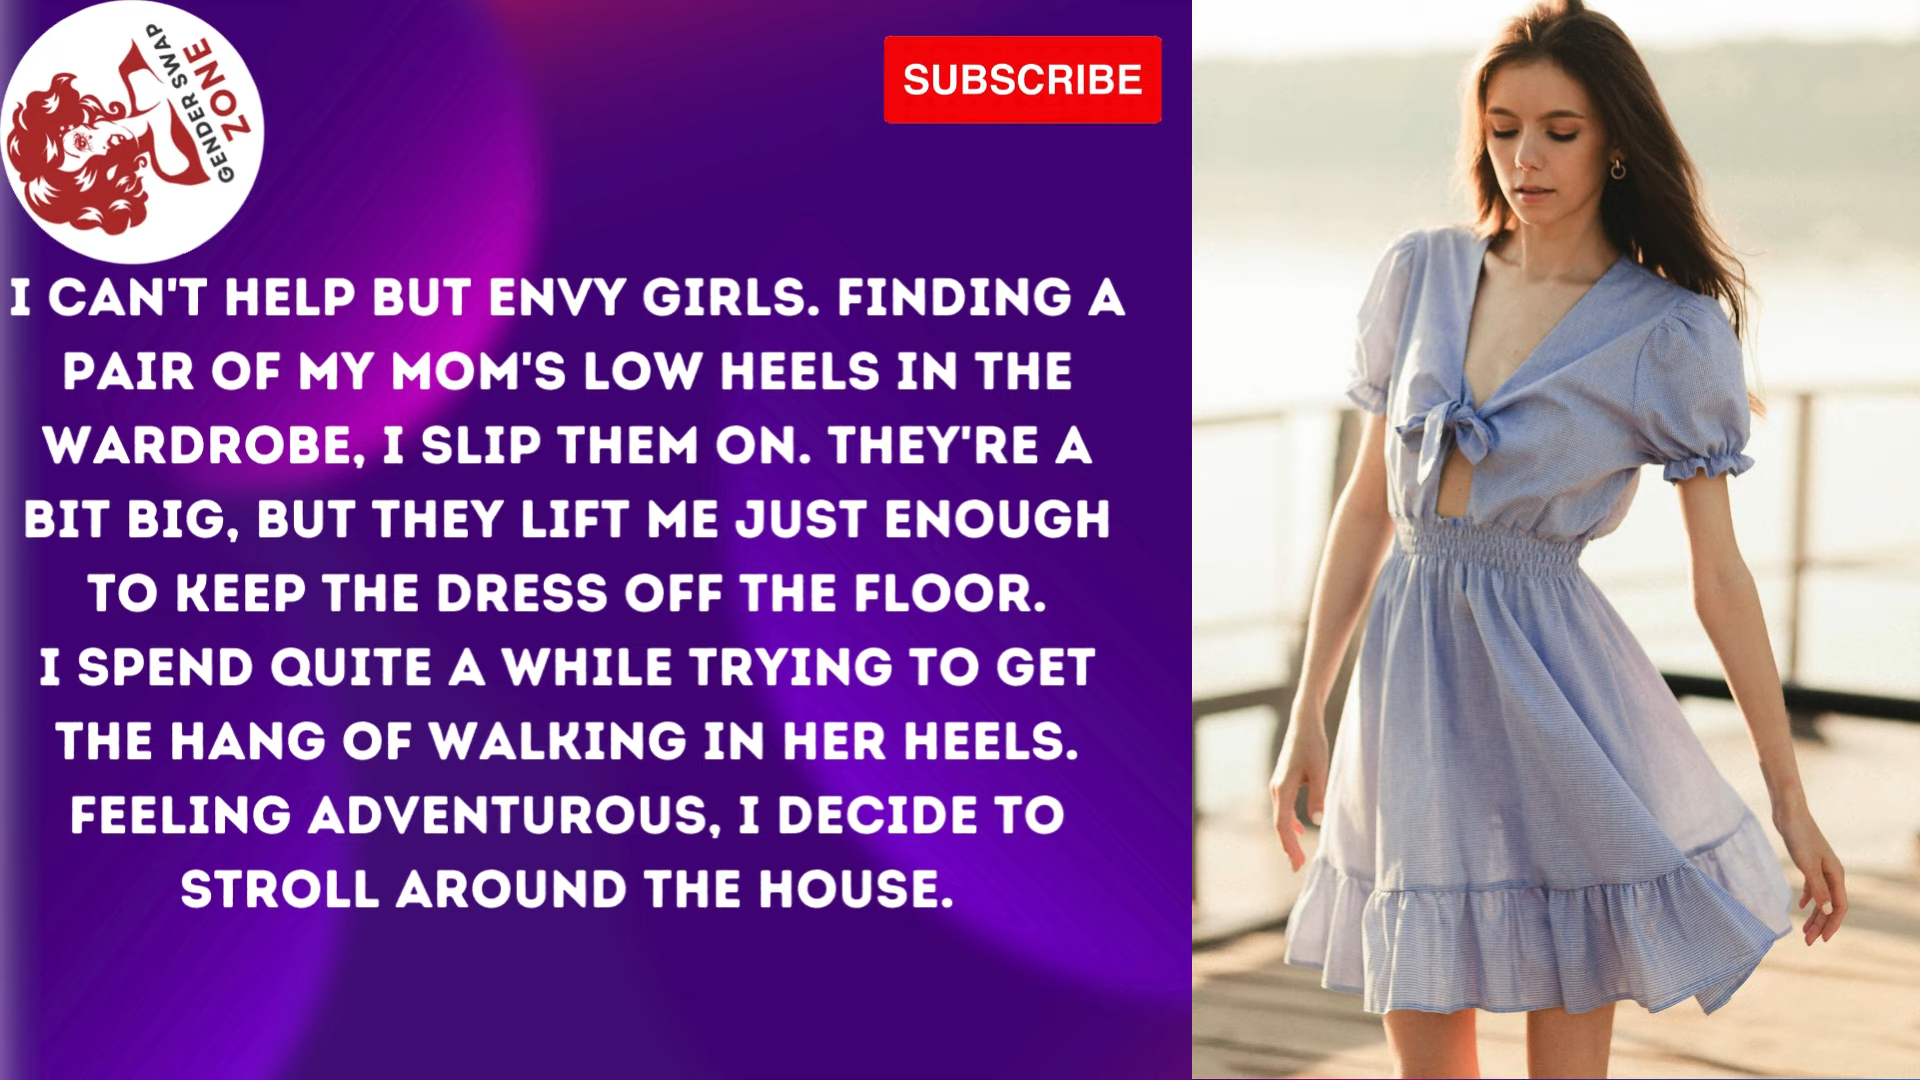 GENDER SWAP
ZONE
SUBSCRIBE
I CAN'T HELP BUT ENVY GIRLS. FINDING A
PAIR OF MY MOM'S LOW HEELS IN THE
WARDROBE, I SLIP THEM ON. THEY'RE A
BIT BIG, BUT THEY LIFT ME JUST ENOUGH
TO KEEP THE DRESS OFF THE FLOOR.
I SPEND QUITE A WHILE TRYING TO GET
THE HANG OF WALKING IN HER HEELS.
FEELING ADVENTUROUS, I DECIDE TO
STROLL AROUND THE HOUSE.